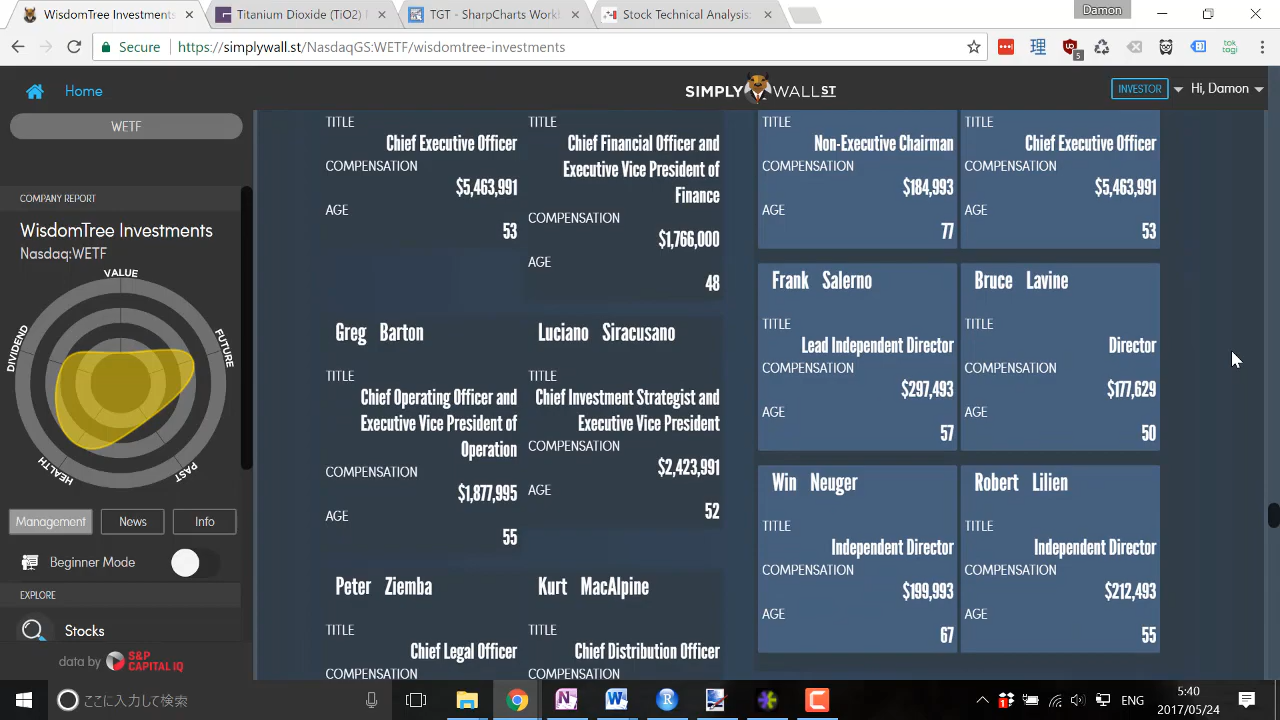 WisdomTree Investments
Titanium Dioxide (TiO2)
TGT - SharpCharts Work
Stock Technical Analysis:
Damon
Secure
https://simplywall.st/NasdaqGS:WETF/wisdomtree-investments
5
tok
togi
Home
SIMPLY WALL ST
INVESTOR
Hi, Damon
WETF
COMPANY REPORT
WisdomTree Investments
Nasdaq:WETF
VALUE
FUTURE
PAST
HEALTH
DIVIDEND
Management
News
Info
Beginner Mode
EXPLORE
Stocks
data by S&P CAPITAL IQ
TITLE
Chief Executive Officer
COMPENSATION
$5,463,991
AGE
53
TITLE
Chief Financial Officer and
Executive Vice President of
Finance
COMPENSATION
$1,766,000
AGE
48
Greg Barton
TITLE
Chief Operating Officer and
Executive Vice President of
Operation
COMPENSATION
$1,877,995
AGE
55
Luciano Siracusano
TITLE
Chief Investment Strategist and
Executive Vice President
COMPENSATION
$2,423,991
AGE
52
Peter Ziemba
TITLE
Chief Legal Officer
COMPENSATION
Kurt MacAlpine
TITLE
Chief Distribution Officer
COMPENSATION
TITLE
Non-Executive Chairman
COMPENSATION
$184,993
AGE
77
TITLE
Chief Executive Officer
COMPENSATION
$5,463,991
AGE
53
Frank Salerno
TITLE
Lead Independent Director
COMPENSATION
$297,493
AGE
57
Bruce Lavine
TITLE
Director
COMPENSATION
$177,629
AGE
50
Win Neuger
TITLE
Independent Director
COMPENSATION
$199,993
AGE
67
Robert Lilien
TITLE
Independent Director
COMPENSATION
$212,493
AGE
55
ここに入力して検索
ENG
5:40
2017/05/24